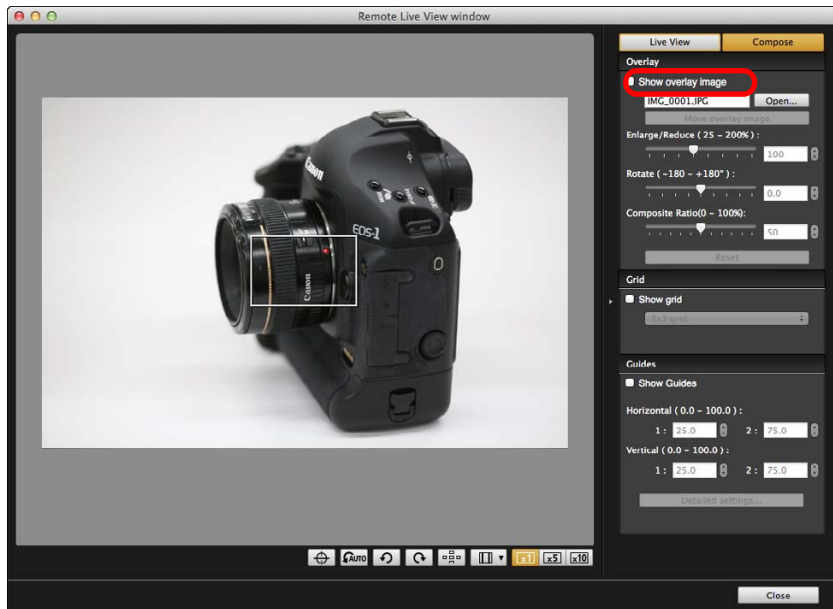 Remote Live View window
Live View Compose
Overlay
Show overlay image
IMG_0001.JPG Open...
Move overlay image
Enlarge/Reduce ( 25 – 200% ) :
100
Rotate ( –180 – +180° ) :
0.0
Composite Ratio(0 – 100%):
50
Reset
Grid
Show grid
3x3 grid
Guides
Show Guides
Horizontal ( 0.0 – 100.0 ) :
1 : 25.0 2 : 75.0
Vertical ( 0.0 – 100.0 ) :
1 : 25.0 2 : 75.0
Detailed settings...
Canon
EOS-1
Canon
AUTO x1 x5 x10
Close